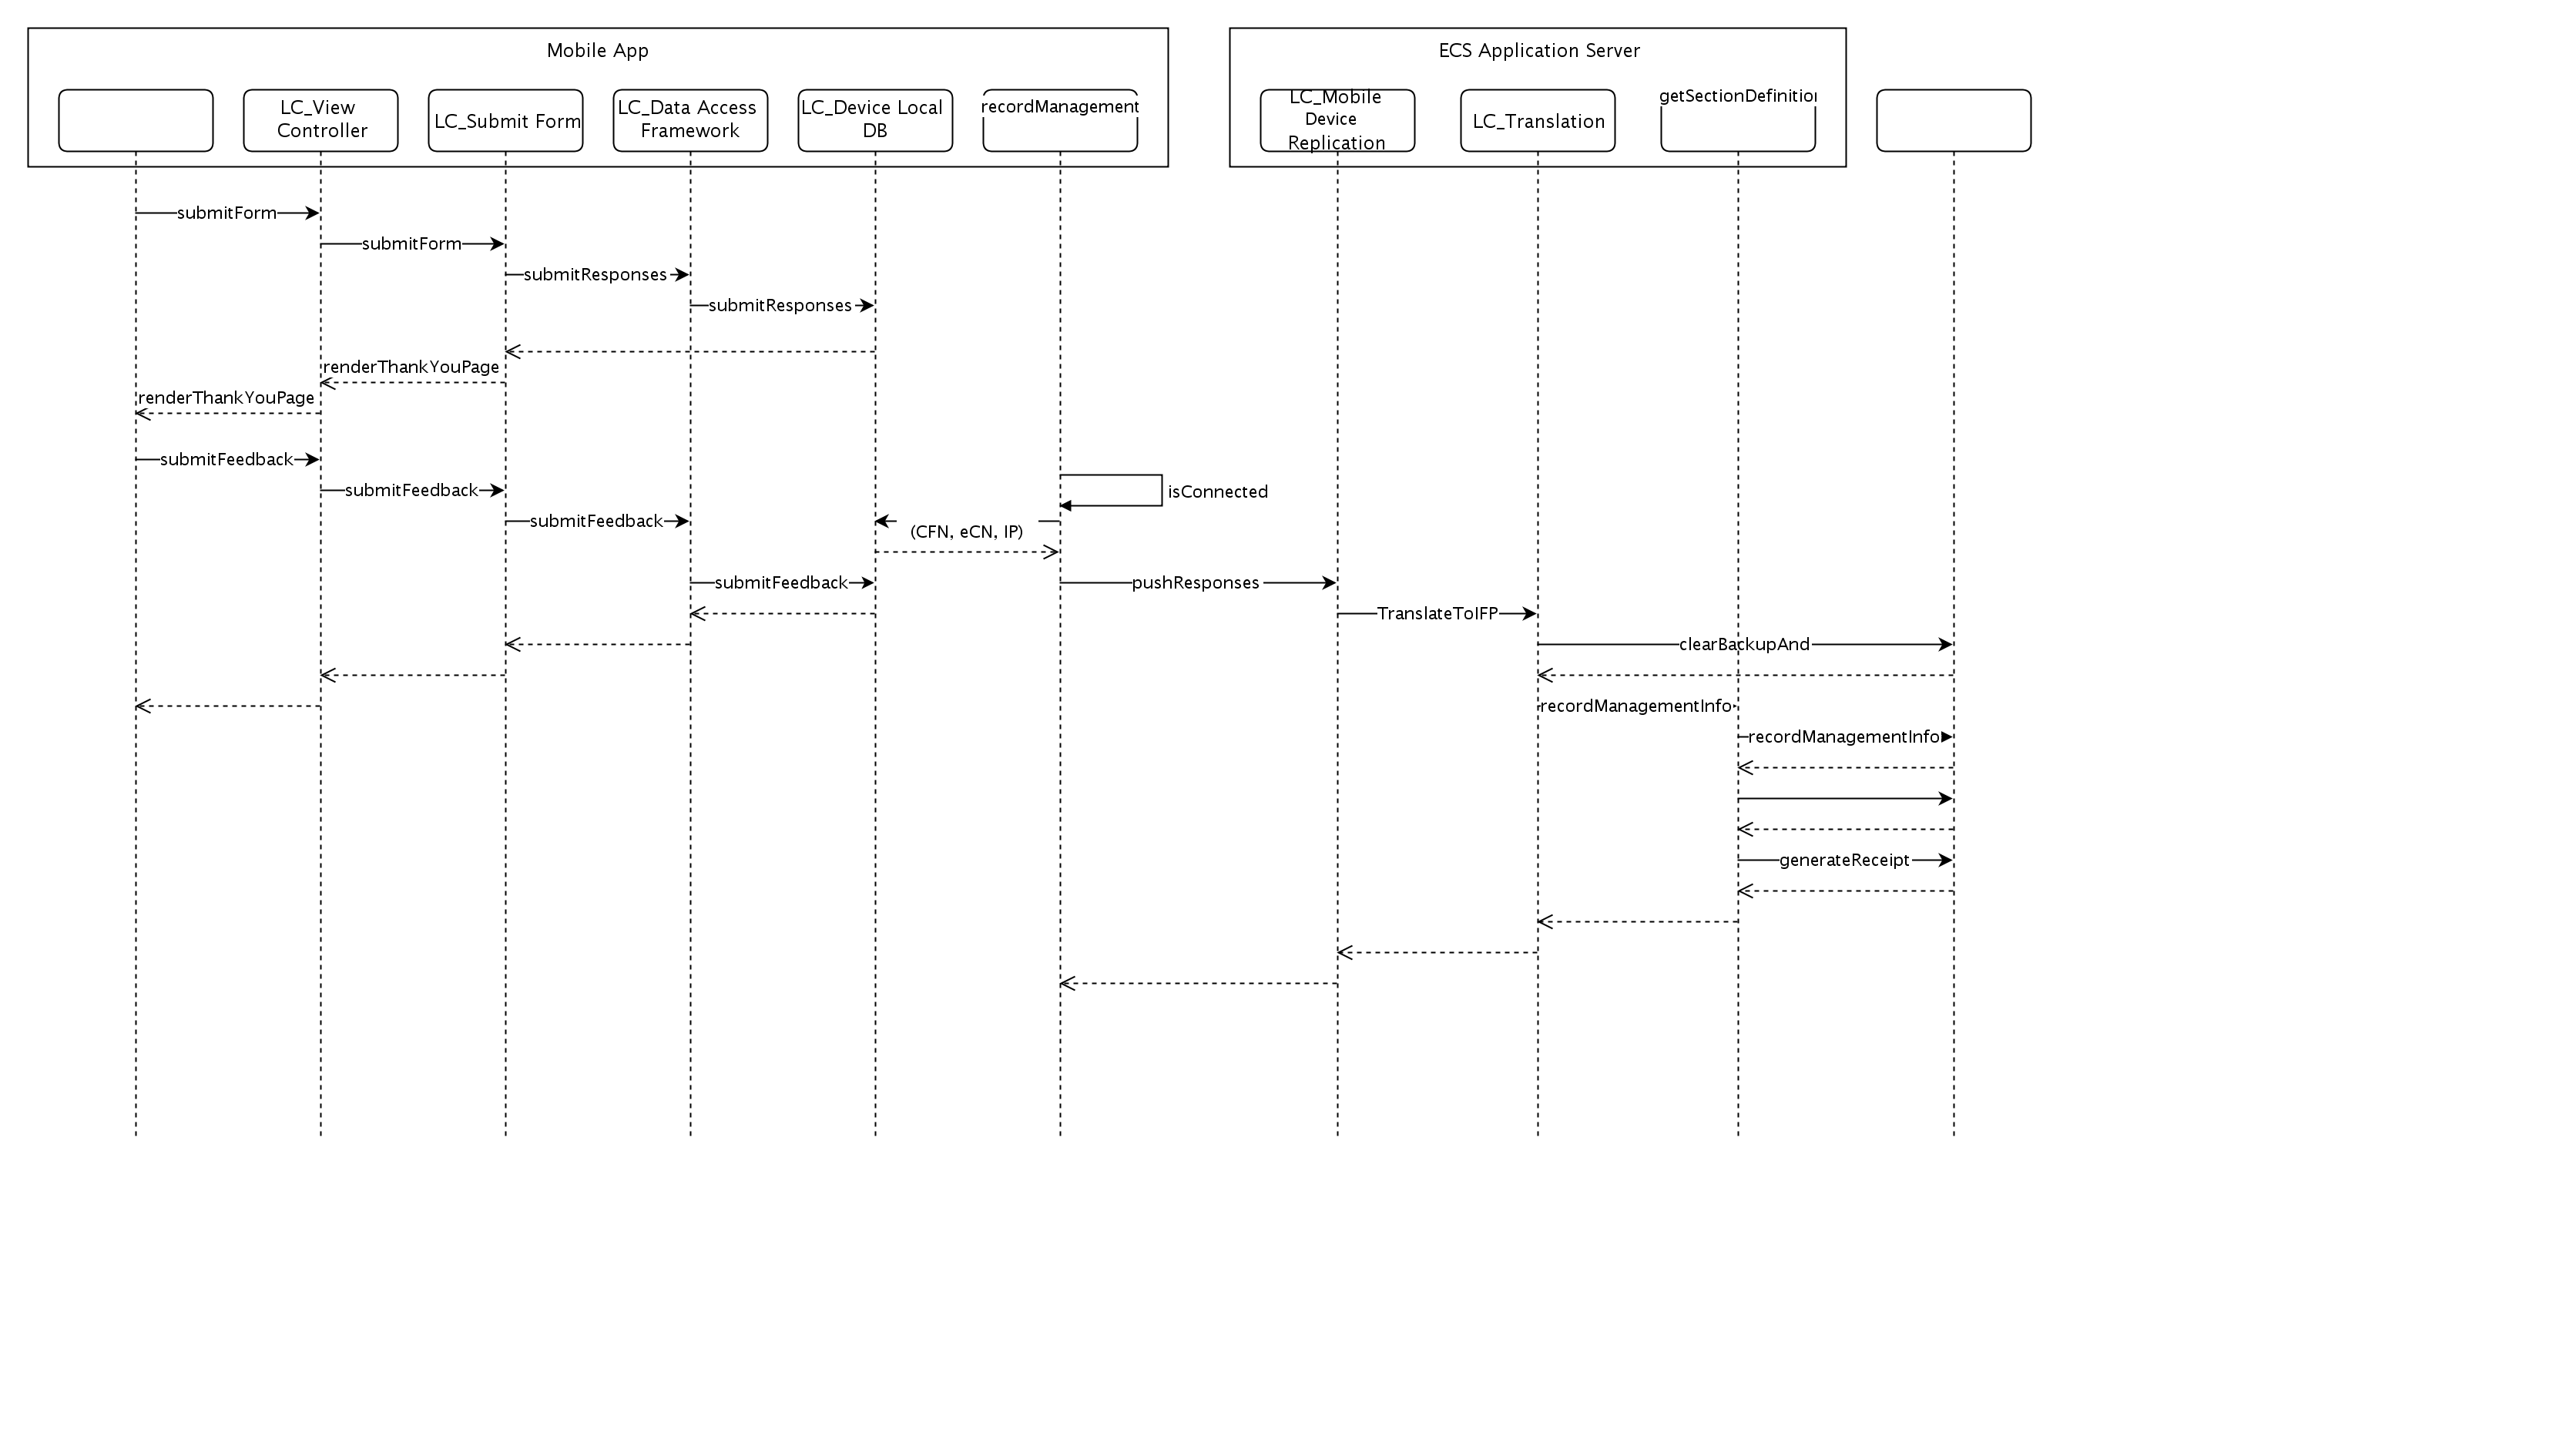 Mobile App
ECS Application Server
LC_View
Controller
LC_Submit Form
LC_Data Access
Framework
LC_Device Local
DB
recordManagement
LC_Mobile
Device
Replication
LC_Translation
getSectionDefinition
submitForm
submitForm
submitResponses
submitResponses
renderThankYouPage
renderThankYouPage
submitFeedback
submitFeedback
isConnected
submitFeedback
(CFN, eCN, IP)
submitFeedback
pushResponses
TranslateToIFP
clearBackupAnd
recordManagementInfo
recordManagementInfo
generateReceipt